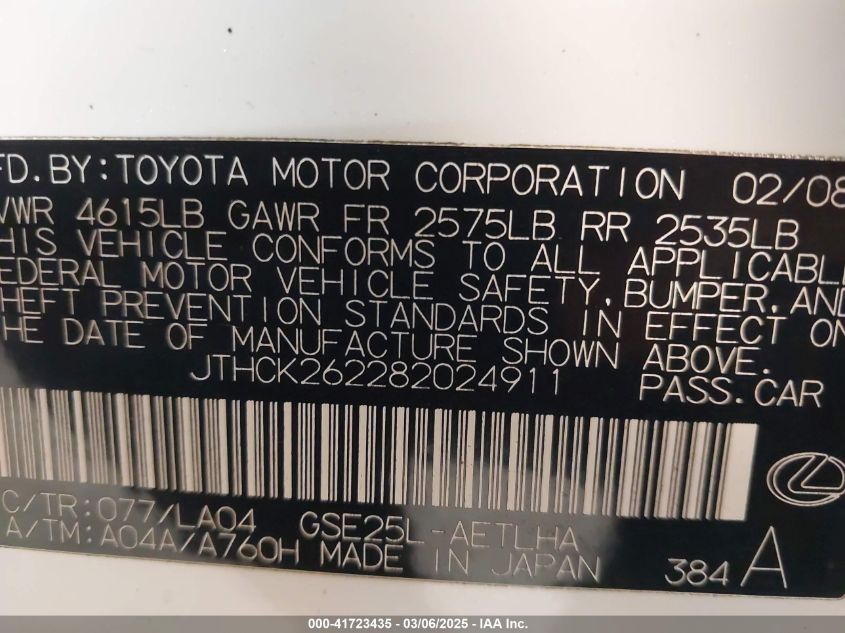 FD. BY: TOYOTA MOTOR CORPORATION 02/08
VWR 4615LB GAWR FR 2575LB RR 2535LB
HIS VEHICLE CONFORMS TO ALL APPLICABLE
EDERAL MOTOR VEHICLE SAFETY, BUMPER, AND
HEFT PREVENTION STANDARDS IN EFFECT ON
HE DATE OF MANUFACTURE SHOWN ABOVE.
JTHCK262282024911 PASS. CAR
C/TR: 077/LA04 GSE25L-AETLHA
A/TM: A04A/A760H MADE IN JAPAN 384 A
000-41723435 - 03/06/2025 - IAA Inc.